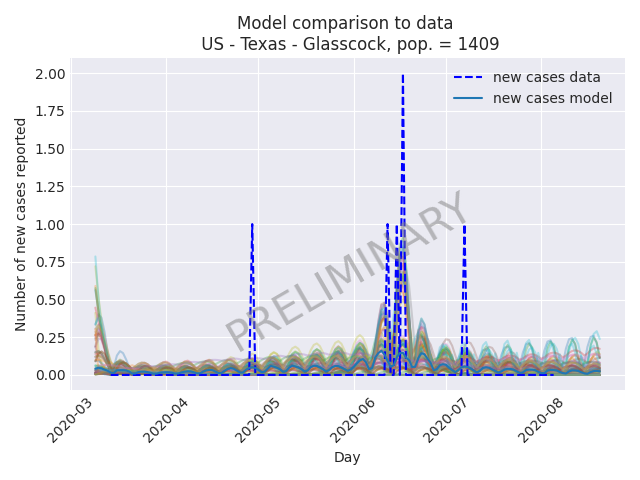 Model comparison to data
US - Texas - Glasscock, pop. = 1409
Number of new cases reported
2.00
1.75
1.50
1.25
1.00
0.75
0.50
0.25
0.00
new cases data
new cases model
PRELIMINARY
2020-03
2020-04
2020-05
2020-06
2020-07
2020-08
Day